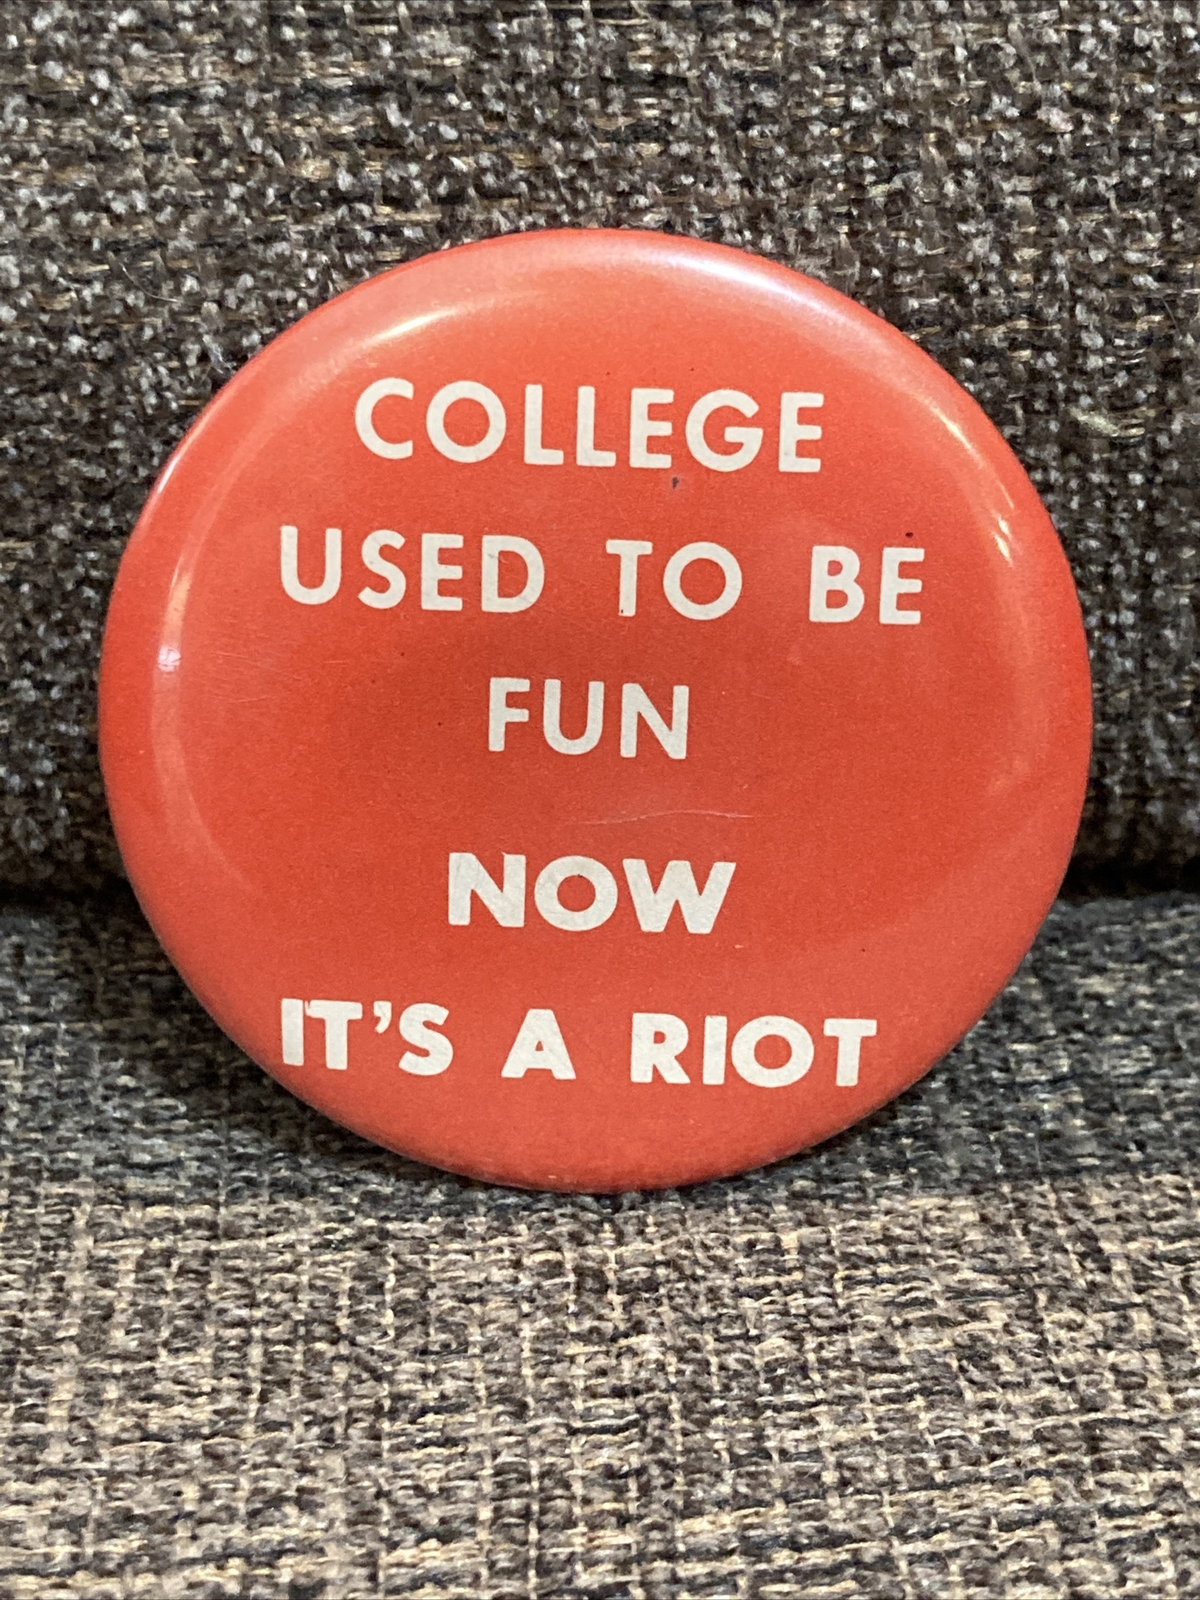 COLLEGE
USED TO BE
FUN
NOW
IT'S A RIOT